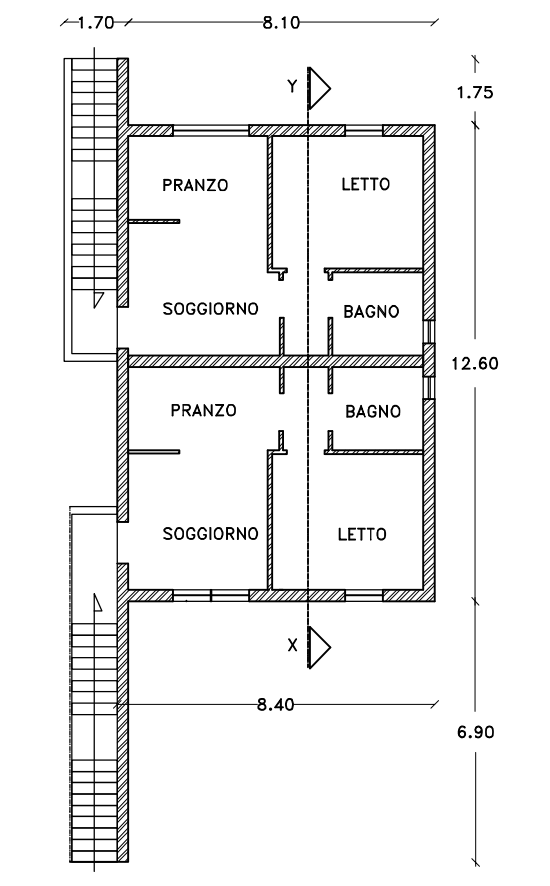 1.70 8.10
Y
1.75
PRANZO LETTO
SOGGIORNO BAGNO
12.60
PRANZO BAGNO
SOGGIORNO LETTO
X
8.40
6.90